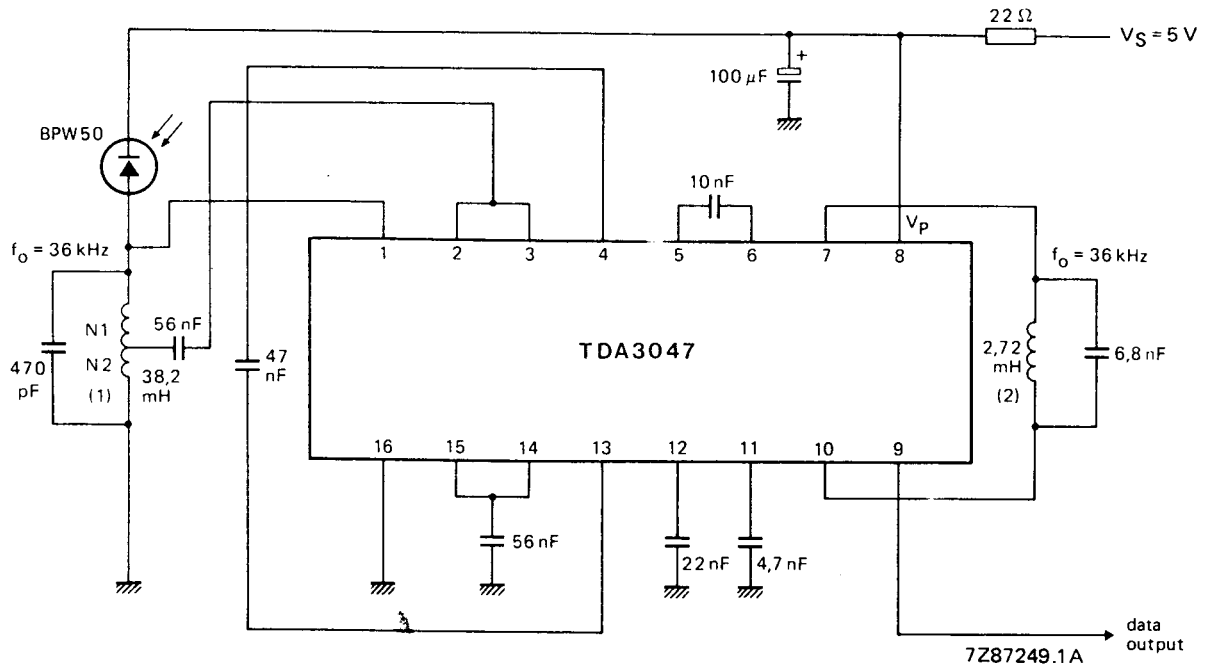 22 Ω
V_S = 5 V
+
100 μF
BPW50
10 nF
V_P
1 2 3 4 5 6 7 8
f_o = 36 kHz
f_o = 36 kHz
N1
56 nF
N2
(1)
38,2
mH
470
pF
47
nF
TDA3047
2,72
mH
(2)
6,8 nF
16 15 14 13 12 11 10 9
56 nF
22 nF
4,7 nF
data
output
7Z87249.1A